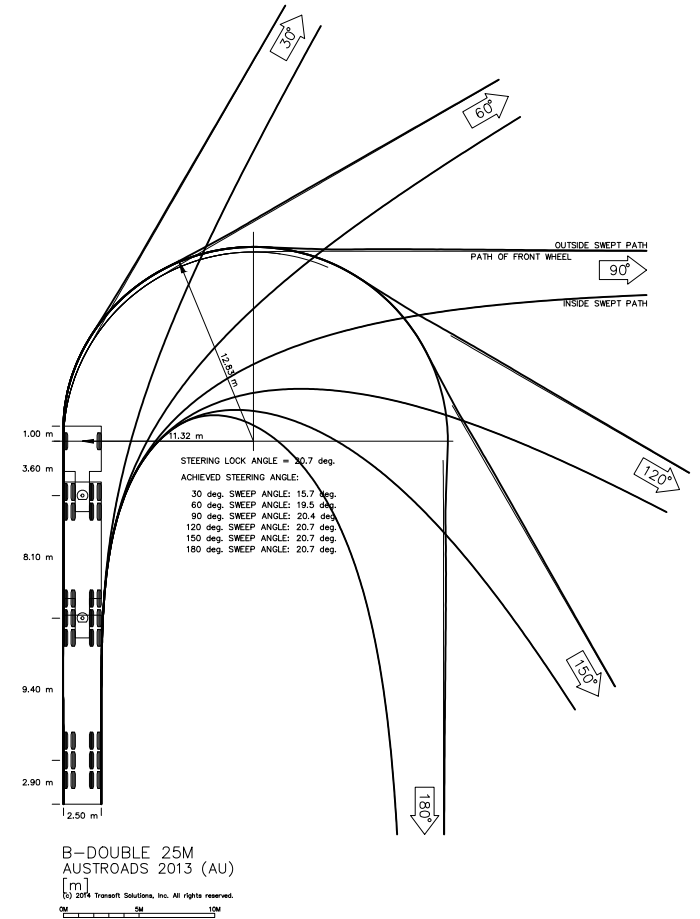 30°
60°
OUTSIDE SWEPT PATH
PATH OF FRONT WHEEL
90°
INSIDE SWEPT PATH
12.83 m
1.00 m
11.32 m
3.60 m
STEERING LOCK ANGLE = 20.7 deg.
120°
ACHIEVED STEERING ANGLE:
30 deg. SWEEP ANGLE: 15.7 deg.
60 deg. SWEEP ANGLE: 19.5 deg.
90 deg. SWEEP ANGLE: 20.4 deg.
120 deg. SWEEP ANGLE: 20.7 deg.
150 deg. SWEEP ANGLE: 20.7 deg.
180 deg. SWEEP ANGLE: 20.7 deg.
8.10 m
150°
9.40 m
2.90 m
180°
2.50 m
B-DOUBLE 25M
AUSTROADS 2013 (AU)
[m]
(c) 2014 Transoft Solutions, Inc. All rights reserved.
0M 5M 10M